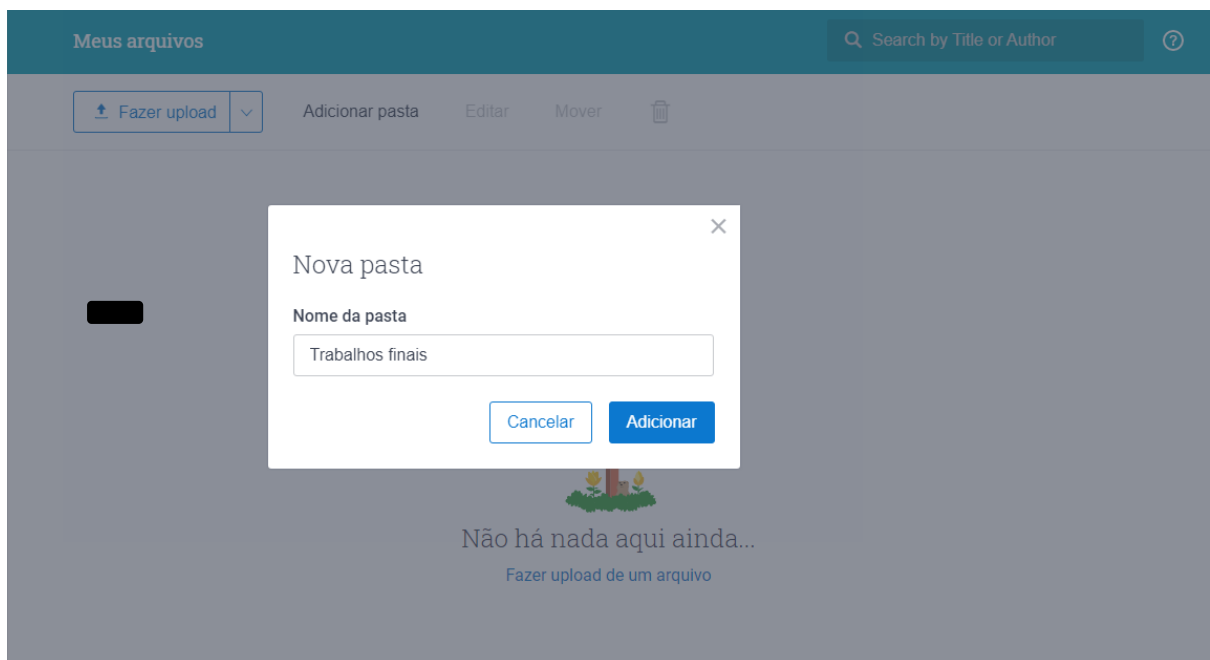 Meus arquivos
Search by Title or Author
Fazer upload
Adicionar pasta
Editar
Mover
Nova pasta
Nome da pasta
Trabalhos finais
Cancelar
Adicionar
Não há nada aqui ainda...
Fazer upload de um arquivo